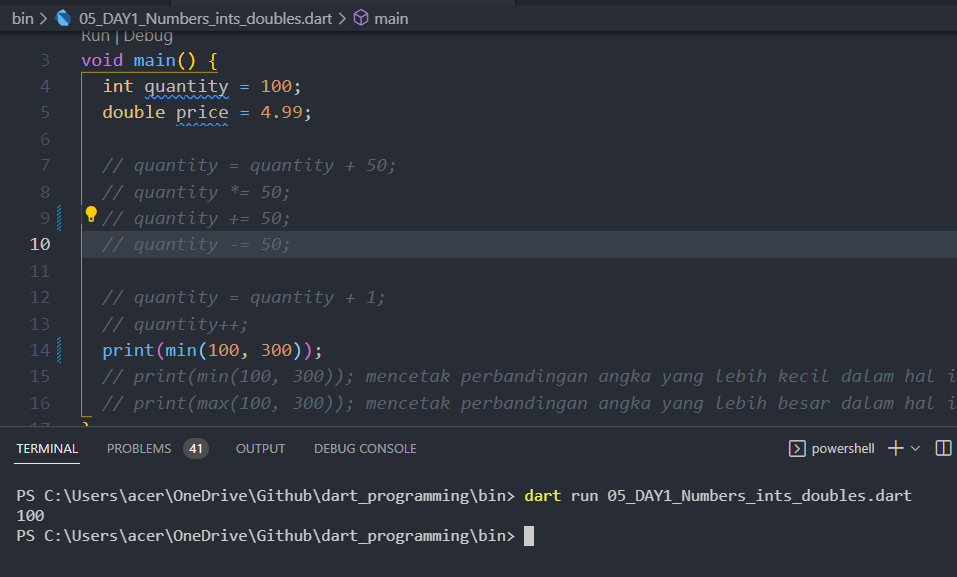 bin > 05_DAY1_Numbers_ints_doubles.dart > main
Run | Debug
3 void main() {
4 int quantity = 100;
5 double price = 4.99;
6
7 // quantity = quantity + 50;
8 // quantity *= 50;
9 // quantity += 50;
10 // quantity -= 50;
11
12 // quantity = quantity + 1;
13 // quantity++;
14 print(min(100, 300));
15 // print(min(100, 300)); mencetak perbandingan angka yang lebih kecil dalam hal i
16 // print(max(100, 300)); mencetak perbandingan angka yang lebih besar dalam hal i
17 }
TERMINAL PROBLEMS 41 OUTPUT DEBUG CONSOLE powershell
PS C:\Users\acer\OneDrive\Github\dart_programming\bin> dart run 05_DAY1_Numbers_ints_doubles.dart
100
PS C:\Users\acer\OneDrive\Github\dart_programming\bin>